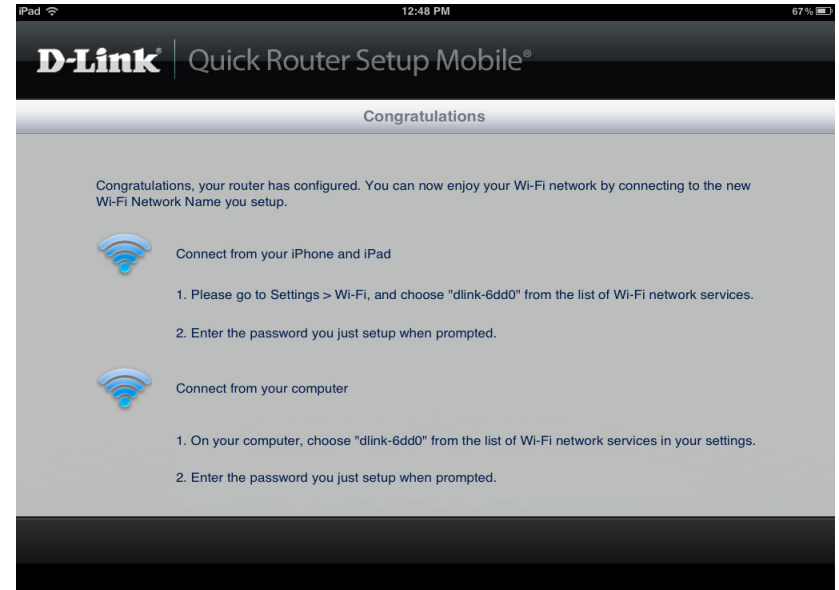 iPad 12:48 PM 67%
D-Link® Quick Router Setup Mobile®
Congratulations
Congratulations, your router has configured. You can now enjoy your Wi-Fi network by connecting to the new
Wi-Fi Network Name you setup.
Connect from your iPhone and iPad
1. Please go to Settings > Wi-Fi, and choose "dlink-6dd0" from the list of Wi-Fi network services.
2. Enter the password you just setup when prompted.
Connect from your computer
1. On your computer, choose "dlink-6dd0" from the list of Wi-Fi network services in your settings.
2. Enter the password you just setup when prompted.